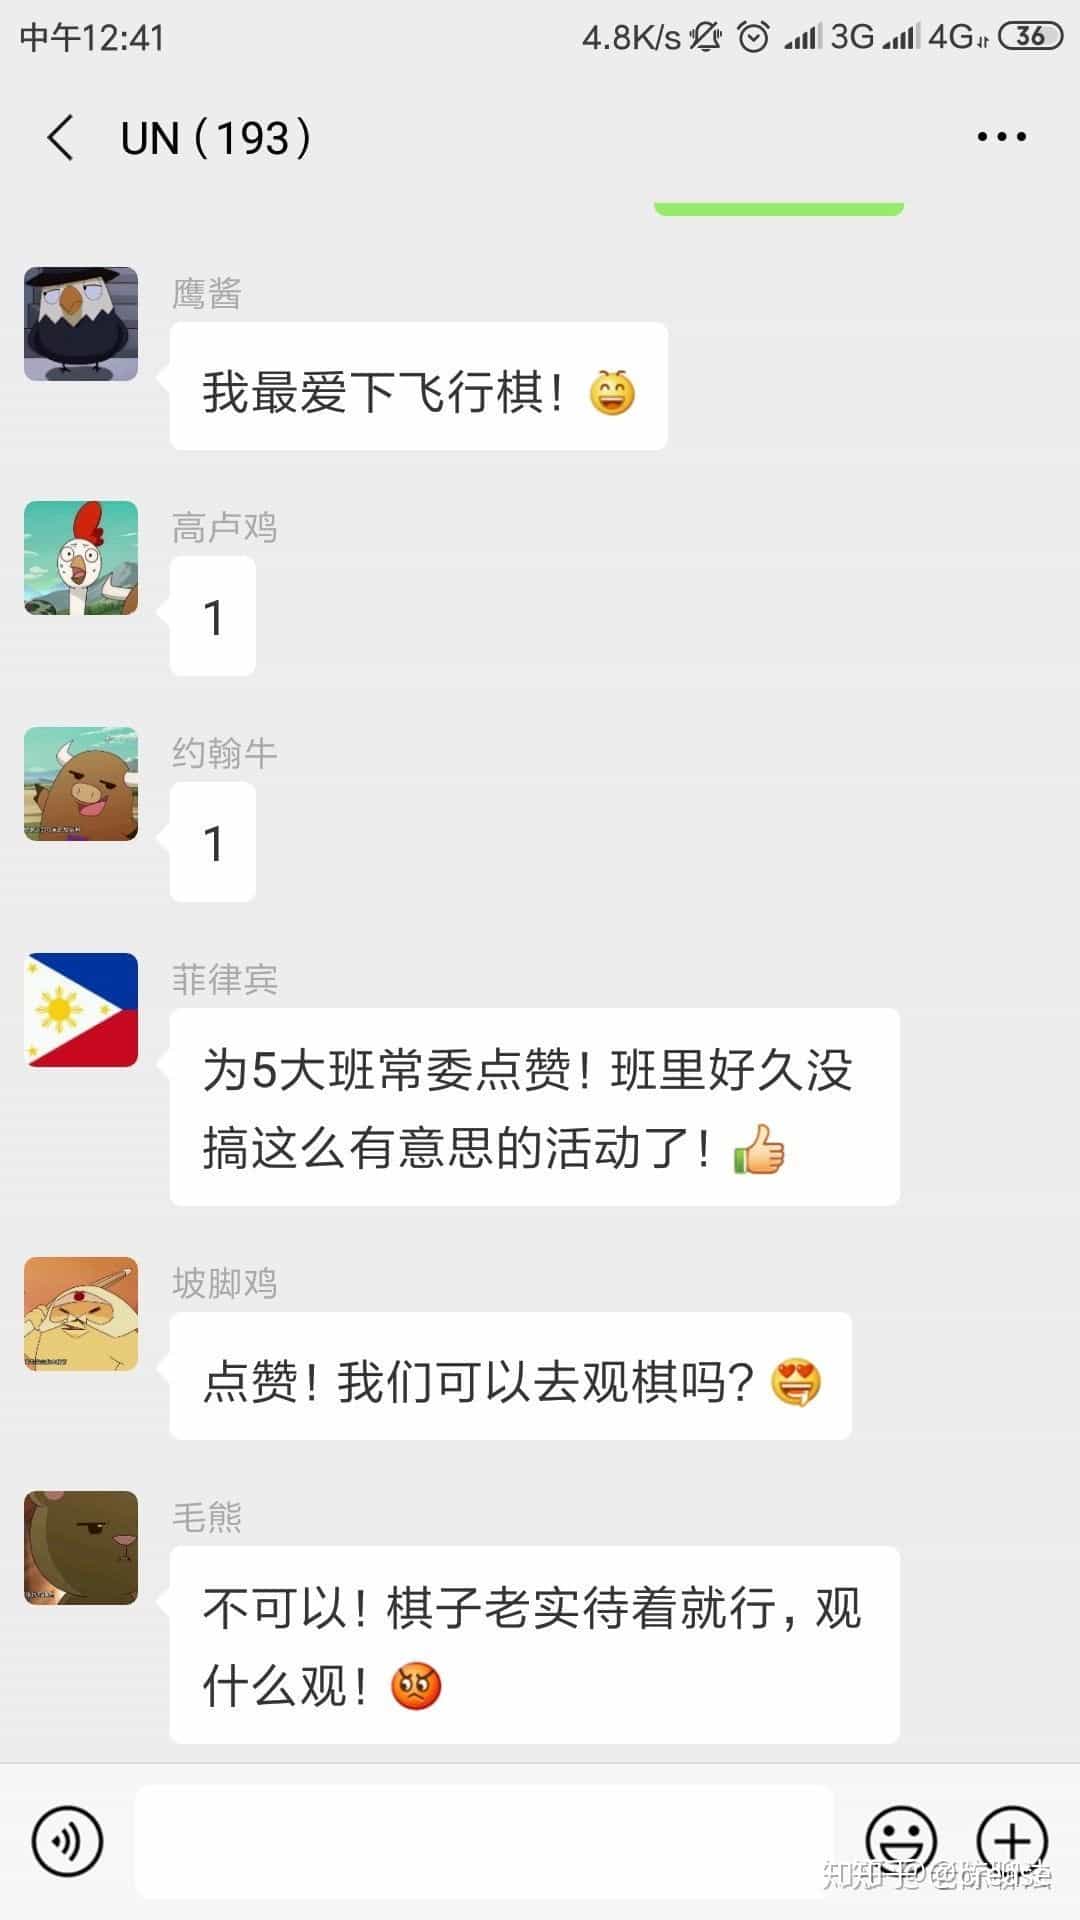 中午12:41
4.8K/s 3G 4G 36
UN（193）
鹰酱
我最爱下飞行棋！
高卢鸡
1
约翰牛
1
菲律宾
为5大班常委点赞！班里好久没
搞这么有意思的活动了！
坡脚鸡
点赞！我们可以去观棋吗？
毛熊
不可以！棋子老实待着就行，观
什么观！